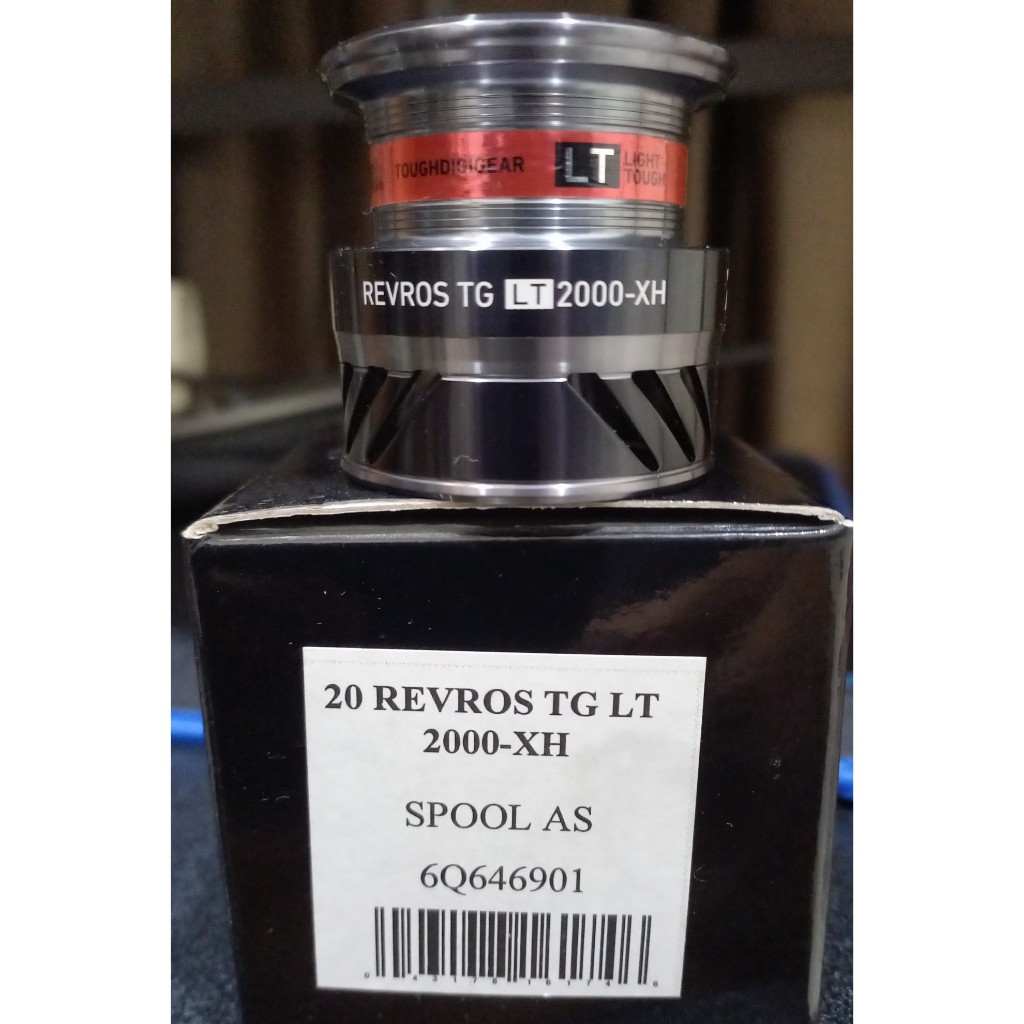 TOUGHDIGIGEAR LT LIGHT TOUGH
REVROS TG LT 2000-XH
20 REVROS TG LT
2000-XH
SPOOL AS
6Q646901